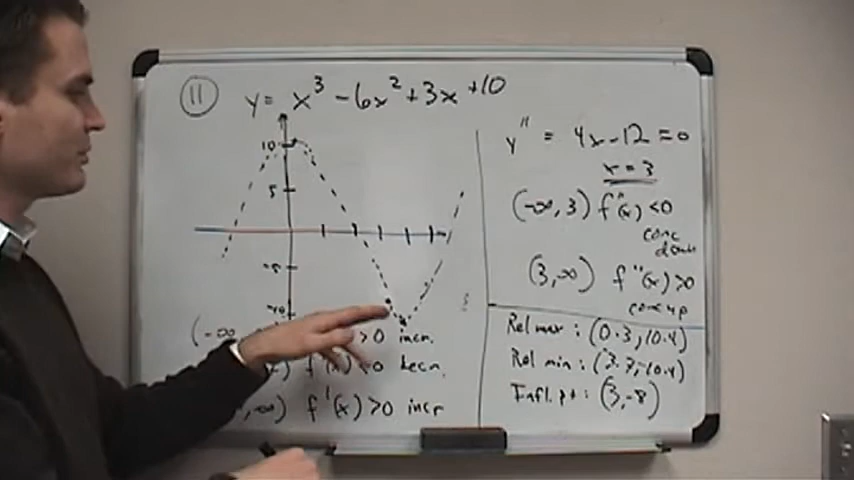 11 y = x³ - 6x² + 3x + 10
10
5
-5
-10
(-∞
>0 incr.
) f'(x) <0 decr.
, ∞) f'(x) >0 incr
y" = 4x-12 = 0
x = 3
(-∞, 3) f"(x) <0
conc down
(3, ∞) f"(x) >0
conc up
Rel max : (0.3, 10.4)
Rel min : (3.7, -10.4)
Infl. pt : (3, -8)